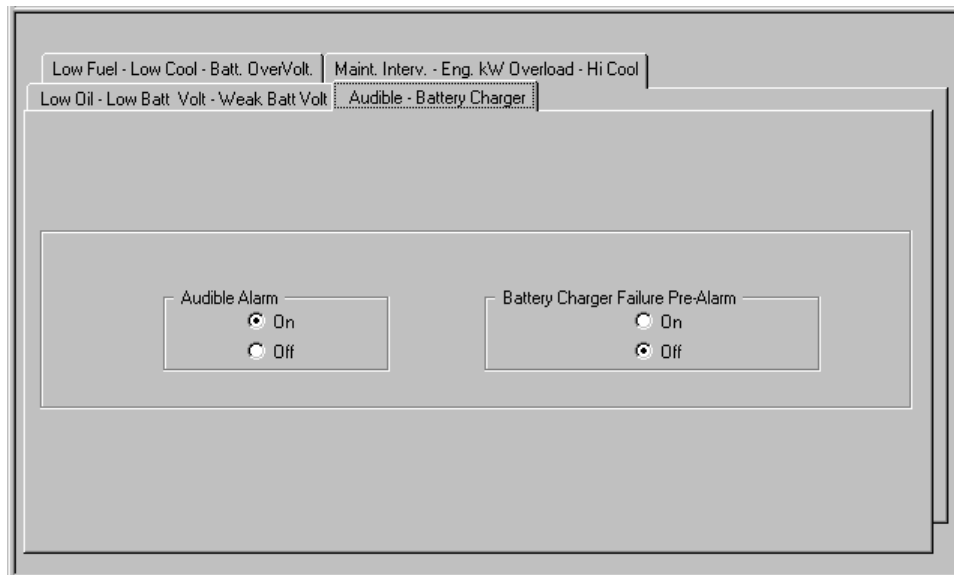 Low Fuel - Low Cool - Batt. OverVolt. Maint. Interv. - Eng. kW Overload - Hi Cool
Low Oil - Low Batt Volt - Weak Batt Volt Audible - Battery Charger
Audible Alarm Battery Charger Failure Pre-Alarm
On On
Off Off